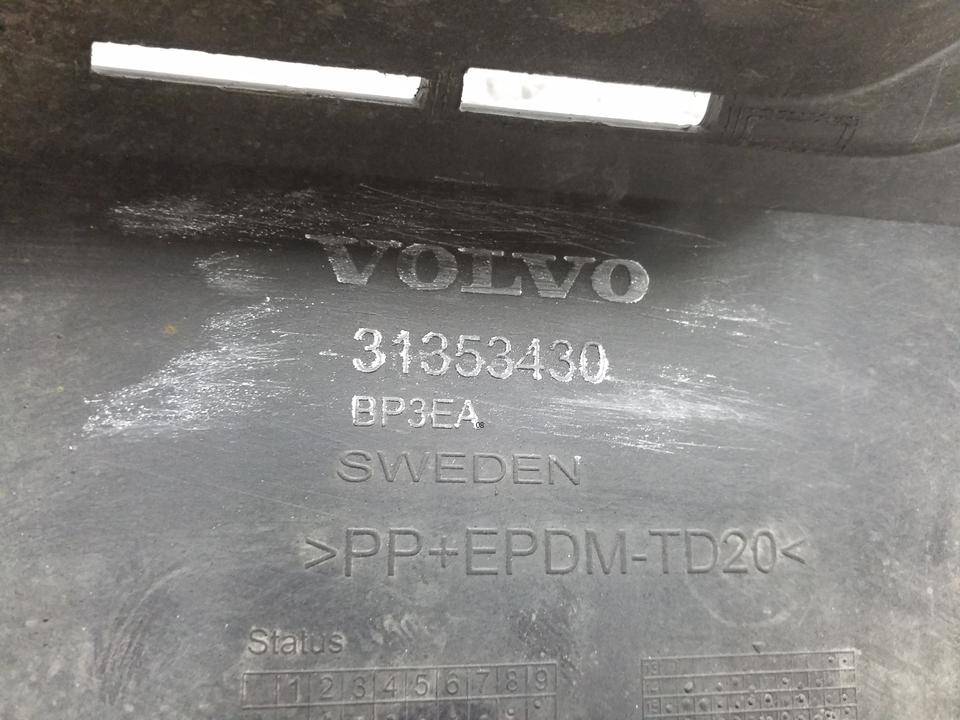 VOLVO
31353430
BP3EA
SWEDEN
>PP+EPDM-TD20<
Status
1 2 3 4 5 6 7 8 9